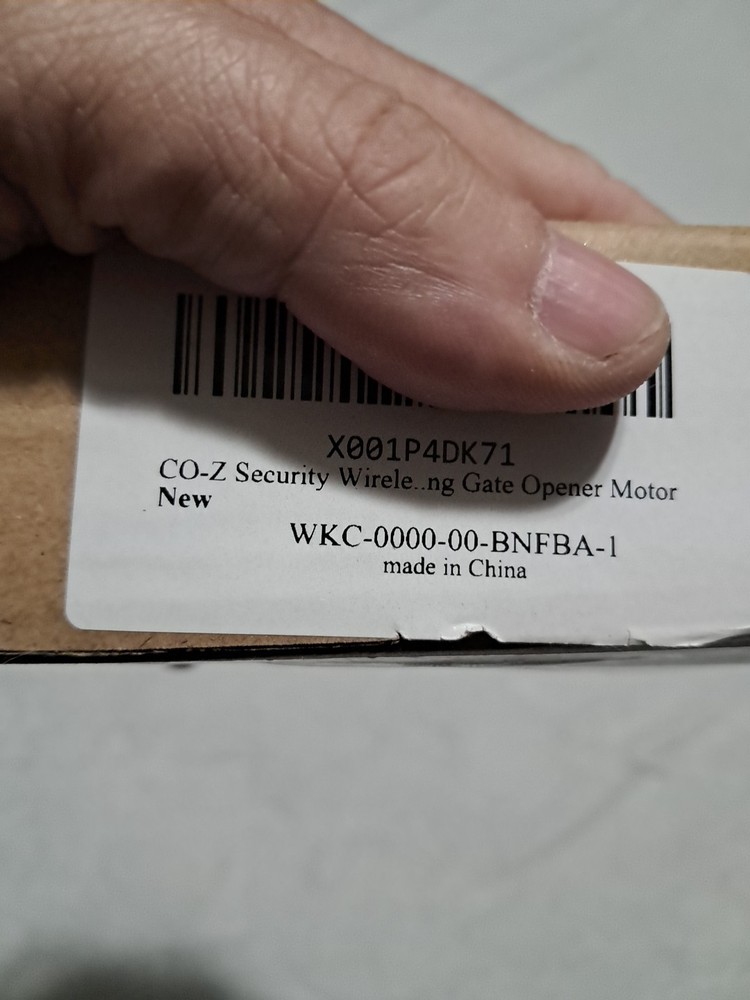 X001P4DK71
CO-Z Security Wirele..ng Gate Opener Motor
New
WKC-0000-00-BNFBA-1
made in China